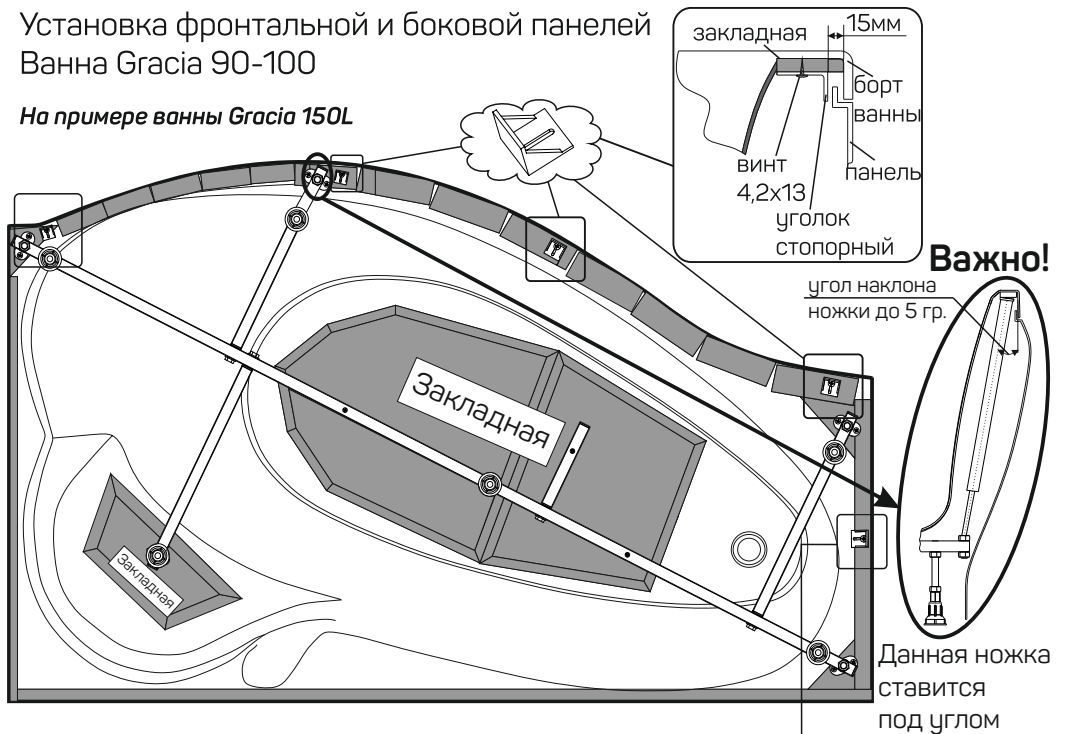 Установка фронтальной и боковой панелей
Ванна Gracia 90-100
На примере ванны Gracia 150L
закладная
15мм
борт
ванны
винт
4,2х13
панель
уголок
стопорный
Важно!
угол наклона
ножки до 5 гр.
Закладная
Закладная
Данная ножка
ставится
под углом